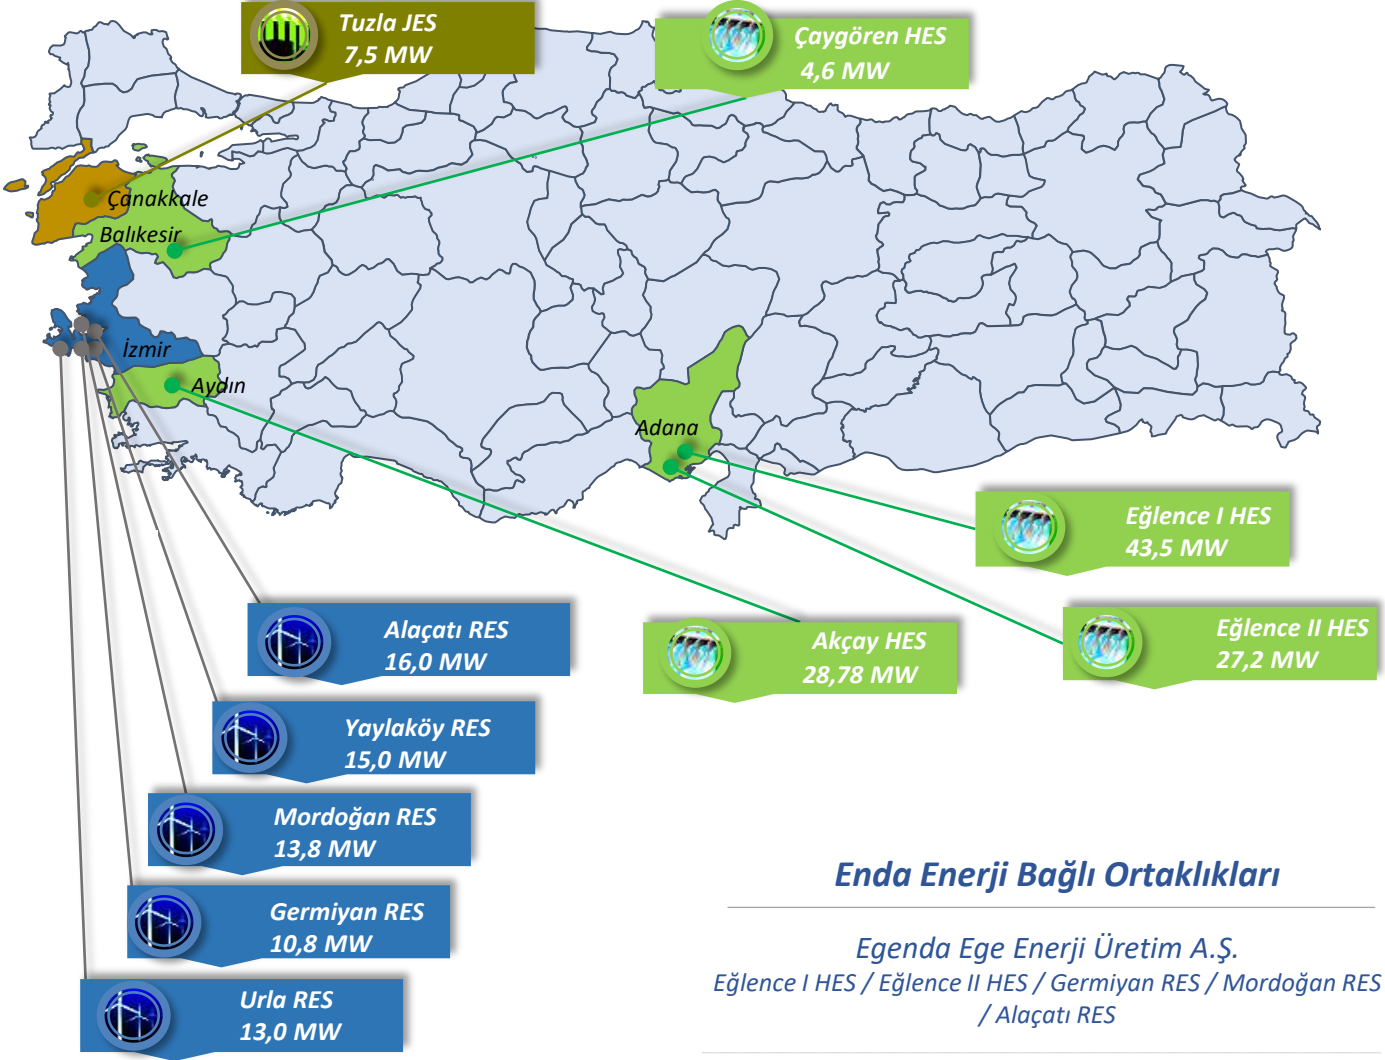 Tuzla JES
7,5 MW
Çaygören HES
4,6 MW
Çanakkale
Balıkesir
İzmir
Aydın
Adana
Eğlence I HES
43,5 MW
Alaçatı RES
16,0 MW
Akçay HES
28,78 MW
Eğlence II HES
27,2 MW
Yaylaköy RES
15,0 MW
Mordoğan RES
13,8 MW
Germiyan RES
10,8 MW
Urla RES
13,0 MW
Enda Enerji Bağlı Ortaklıkları
Egenda Ege Enerji Üretim A.Ş.
Eğlence I HES / Eğlence II HES / Germiyan RES / Mordoğan RES
/ Alaçatı RES